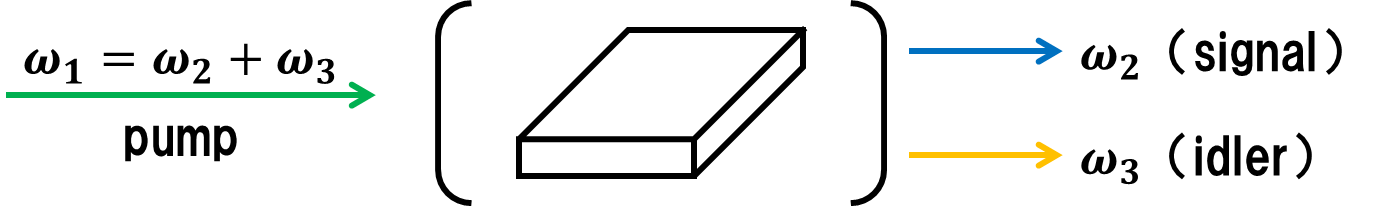 ω₁ = ω₂ + ω₃
pump
ω₂（signal）
ω₃（idler）